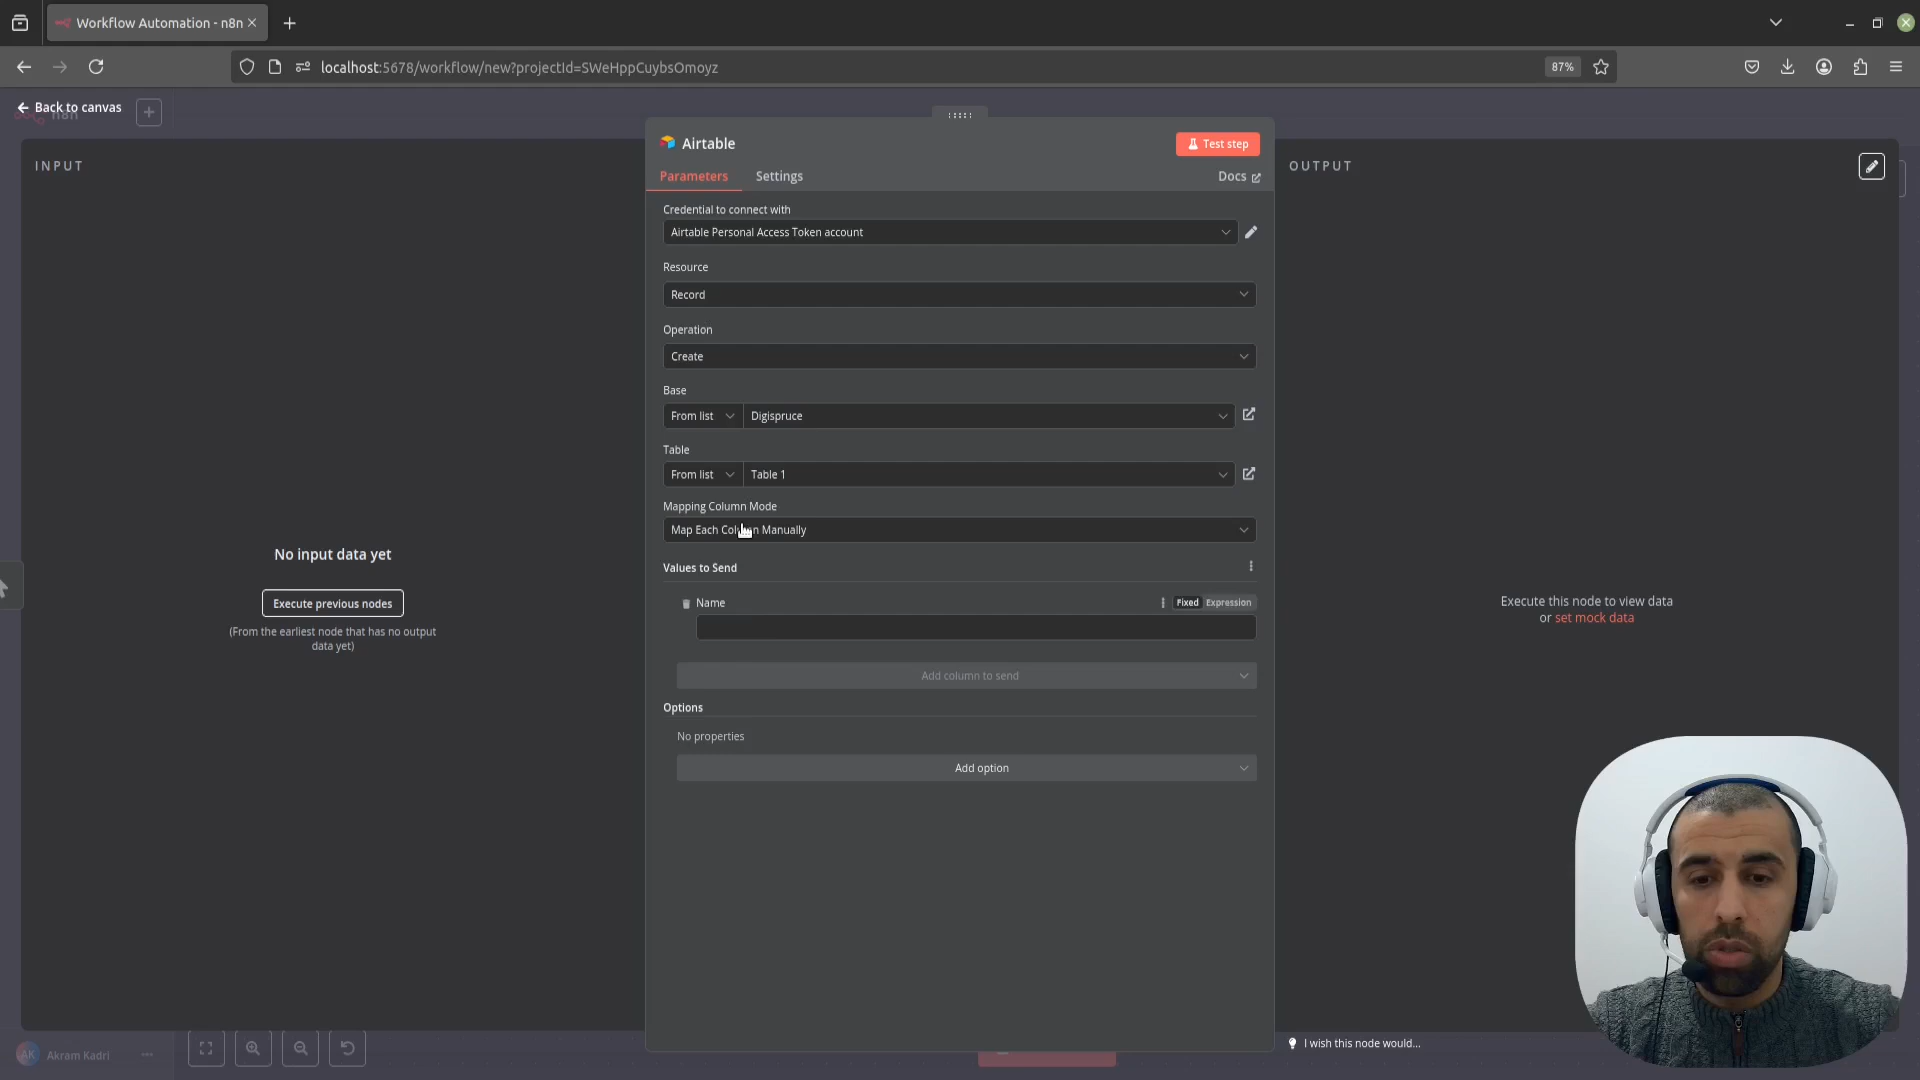 Workflow Automation - n8n
localhost:5678/workflow/new?projectId=SWeHppCuybsOmoyz
87%
Back to canvas
n8n
INPUT
Airtable
Test step
OUTPUT
Parameters
Settings
Docs
Credential to connect with
Airtable Personal Access Token account
Resource
Record
Operation
Create
Base
From list
Digispruce
Table
From list
Table 1
Mapping Column Mode
Map Each Column Manually
Values to Send
Name
Fixed
Expression
Add column to send
Options
No properties
Add option
No input data yet
Execute previous nodes
(From the earliest node that has no output
data yet)
Execute this node to view data
or set mock data
AK
Akram Kadri
I wish this node would...